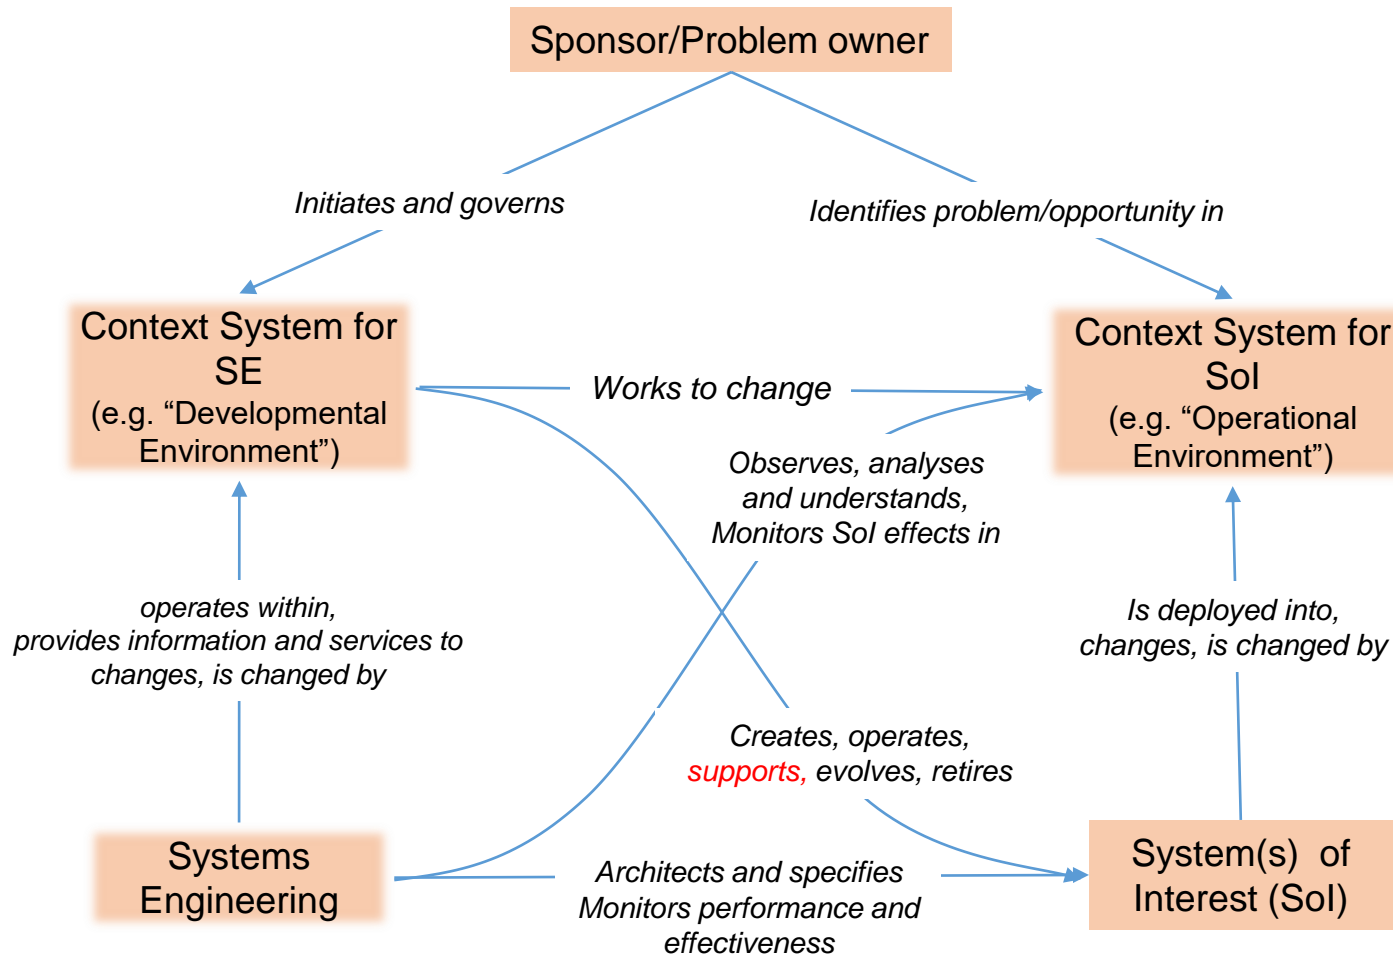 Sponsor/Problem owner
Initiates and governs
Identifies problem/opportunity in
Context System for
SE
(e.g. “Developmental
Environment”)
Context System for
SoI
(e.g. “Operational
Environment”)
Works to change
Observes, analyses
and understands,
Monitors SoI effects in
operates within,
provides information and services to
changes, is changed by
Is deployed into,
changes, is changed by
Creates, operates,
supports, evolves, retires
Systems
Engineering
Architects and specifies
Monitors performance and
effectiveness
System(s) of
Interest (SoI)